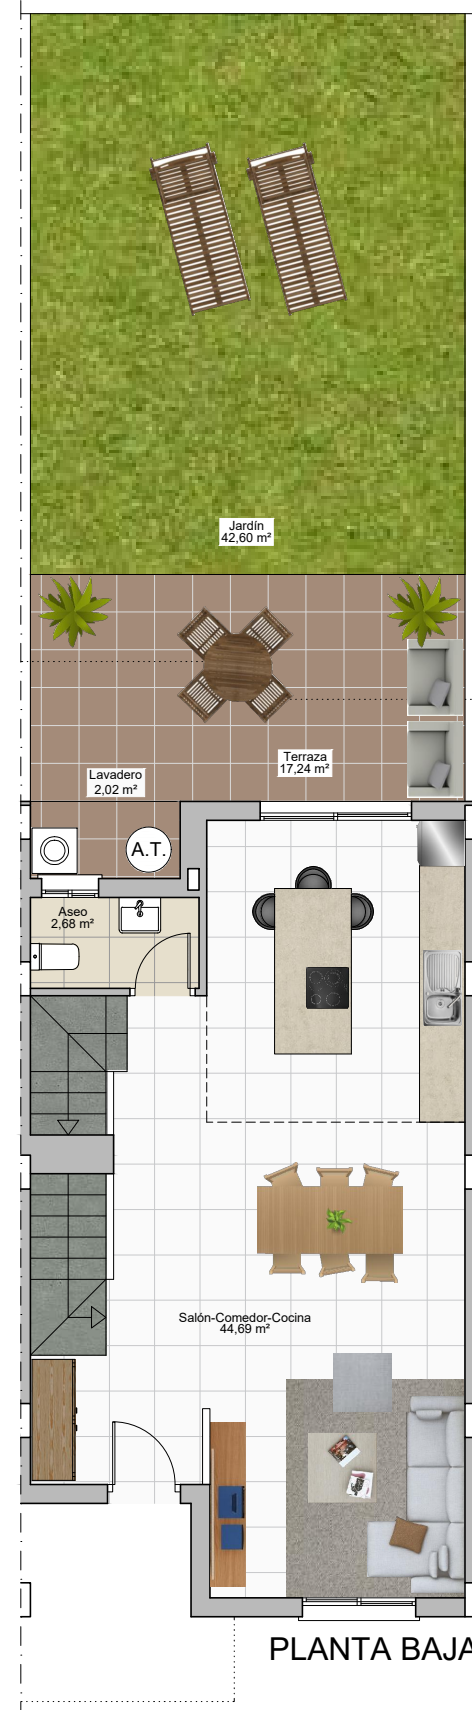 Jardín
42,60 m²
Terraza
17,24 m²
Lavadero
2,02 m²
A.T.
Aseo
2,68 m²
Salón-Comedor-Cocina
44,69 m²
PLANTA BAJA